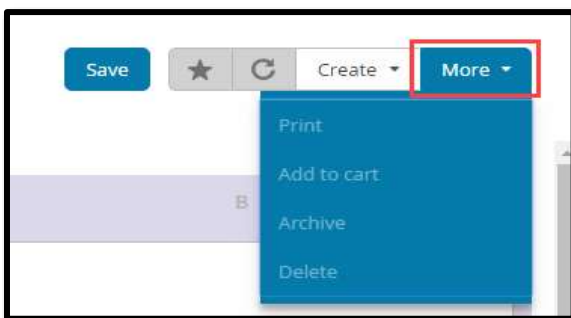 Save Create More
Print
Add to cart
B
Archive
Delete